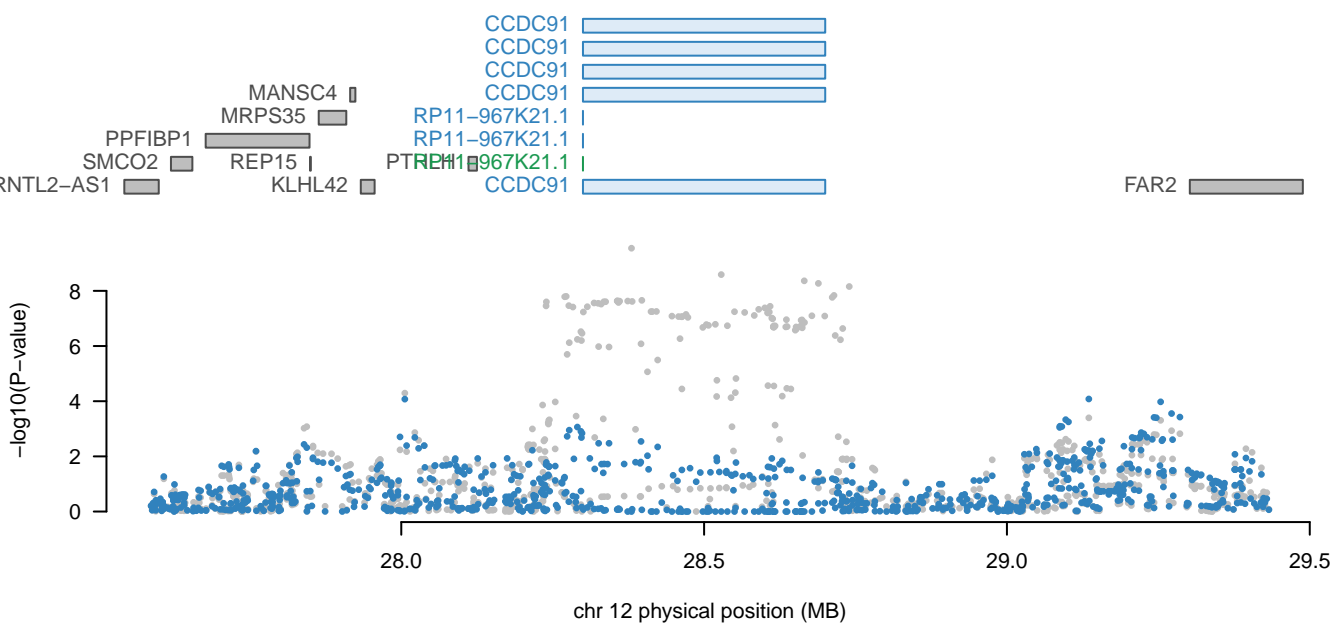 CCDC91
CCDC91
CCDC91
MANSC4 CCDC91
MRPS35 RP11−967K21.1
PPFIBP1 RP11−967K21.1
SMCO2 REP15 RP11−967K21.1
RNTL2−AS1 KLHL42 CCDC91 FAR2
8
6
4
2
0
−log10(P−value)
28.0 28.5 29.0 29.5
chr 12 physical position (MB)